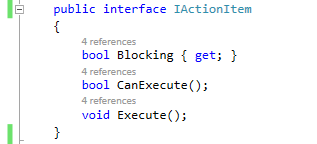 public interface IActionItem
{
4 references
bool Blocking { get; }
4 references
bool CanExecute();
4 references
void Execute();
}